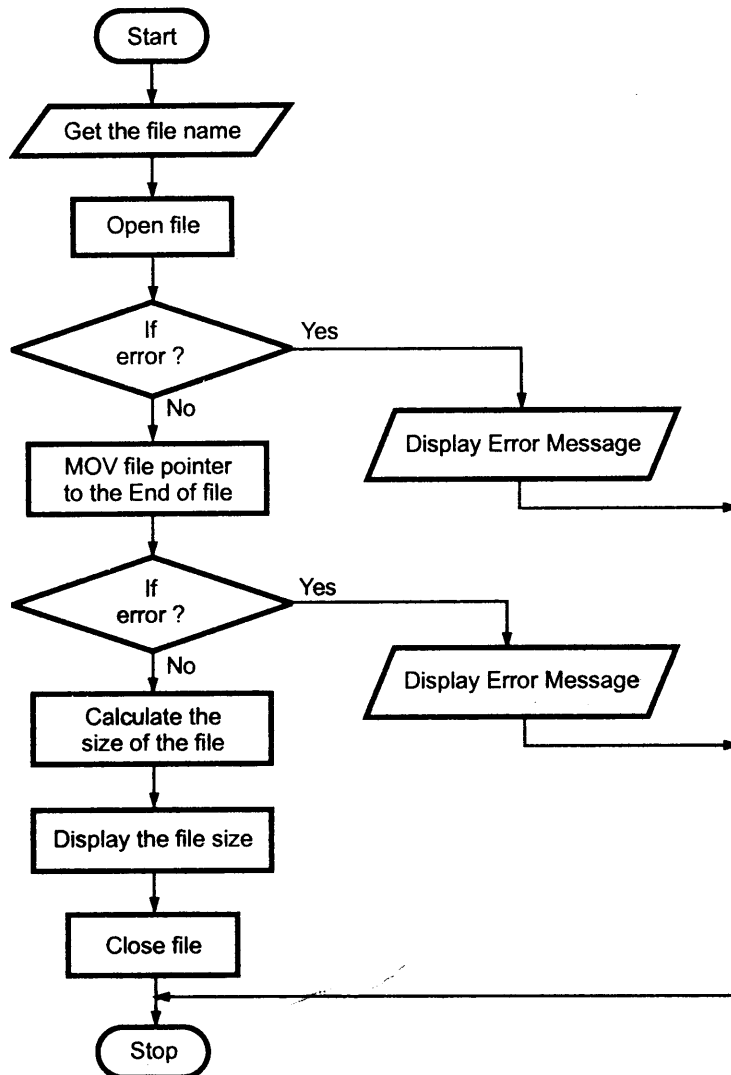 Start
Get the file name
Open file
If
error ?
Yes
No
Display Error Message
MOV file pointer
to the End of file
If
error ?
Yes
No
Display Error Message
Calculate the
size of the file
Display the file size
Close file
Stop